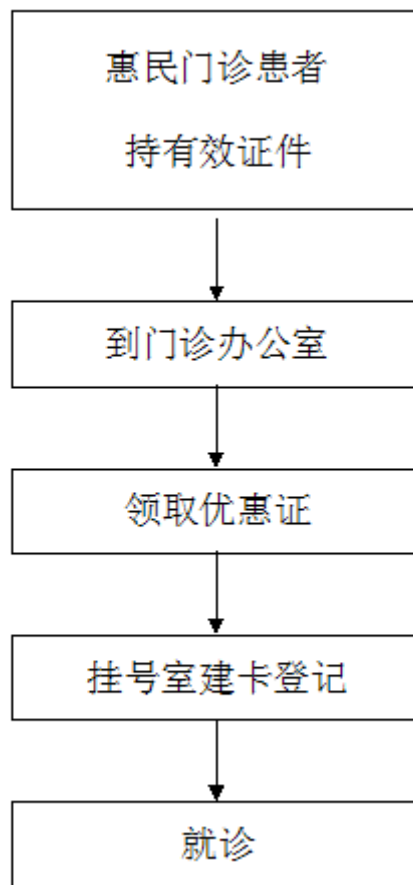 惠民门诊患者
持有效证件
到门诊办公室
领取优惠证
挂号室建卡登记
就诊